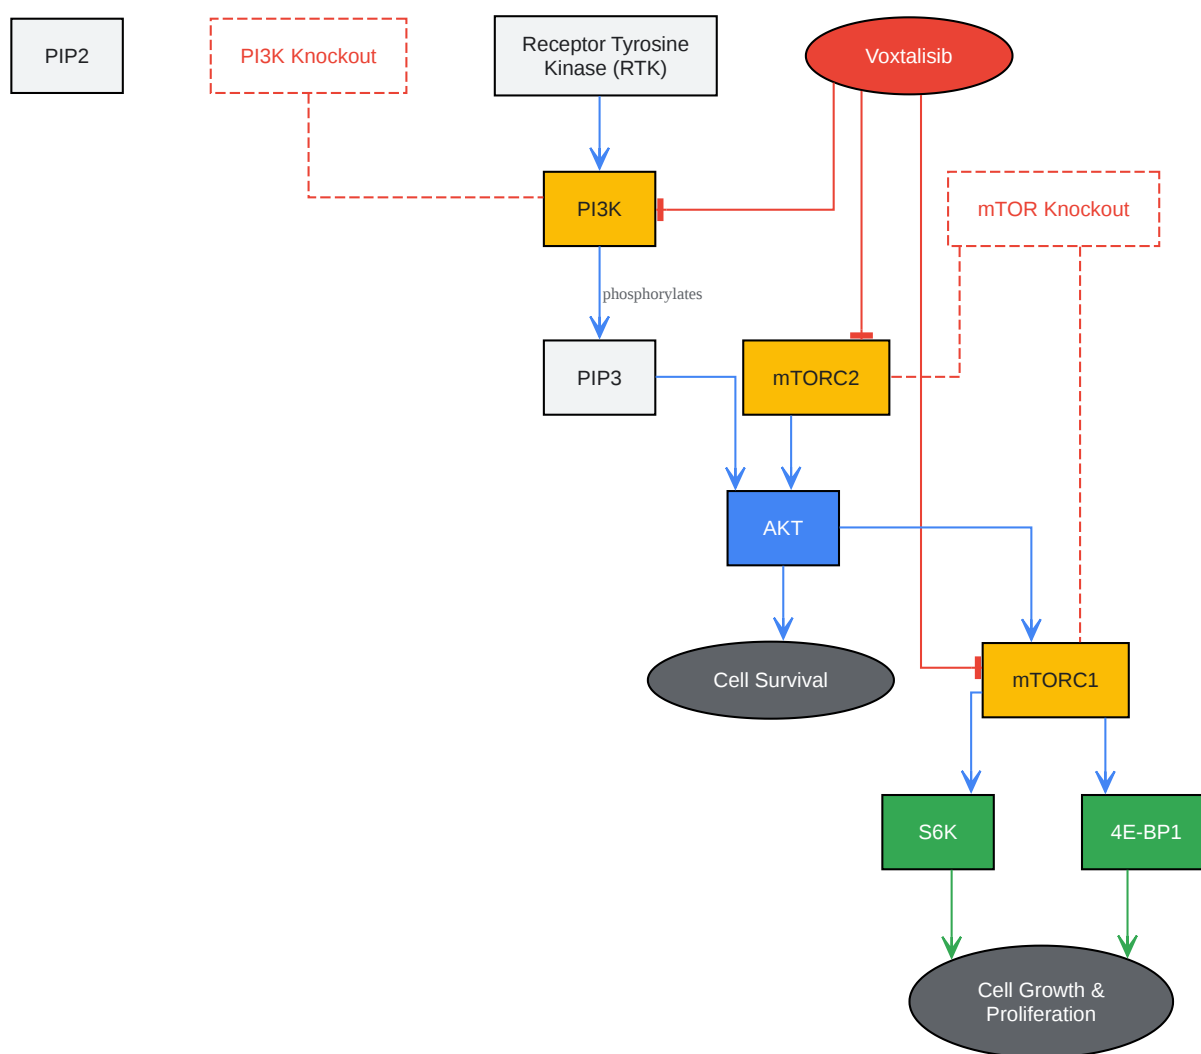 PIP2
PI3K Knockout
Receptor Tyrosine
Kinase (RTK)
Voxtalisib
PI3K
mTOR Knockout
phosphorylates
PIP3
mTORC2
AKT
Cell Survival
mTORC1
S6K
4E-BP1
Cell Growth &
Proliferation